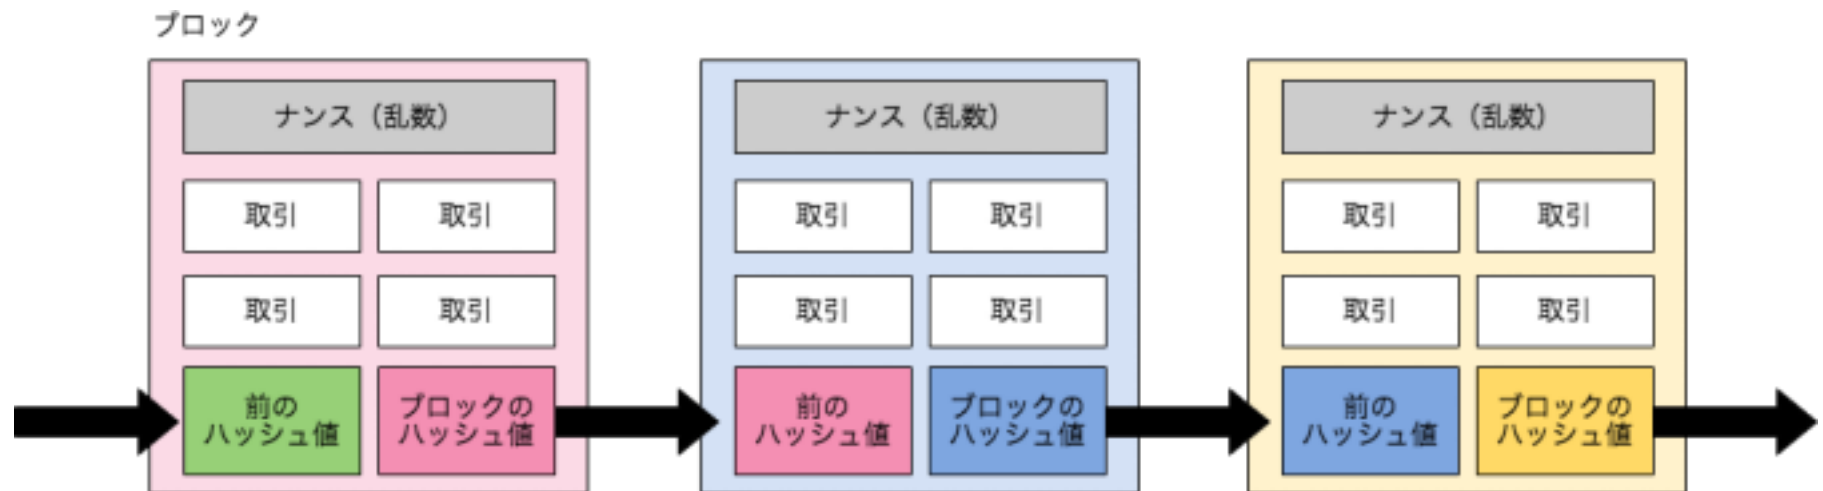 ブロック
ナンス（乱数）
取引
取引
取引
取引
前の
ハッシュ値
ブロックの
ハッシュ値
ナンス（乱数）
取引
取引
取引
取引
前の
ハッシュ値
ブロックの
ハッシュ値
ナンス（乱数）
取引
取引
取引
取引
前の
ハッシュ値
ブロックの
ハッシュ値